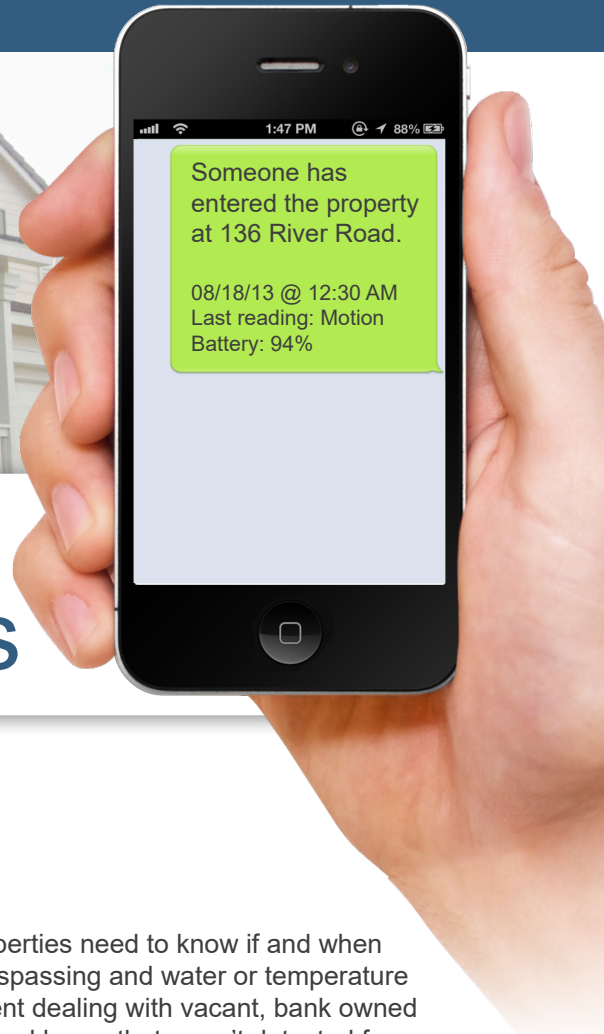 1:47 PM 88%
Someone has
entered the property
at 136 River Road.
08/18/13 @ 12:30 AM
Last reading: Motion
Battery: 94%
s
perties need to know if and when
spassing and water or temperature
ent dealing with vacant, bank owned